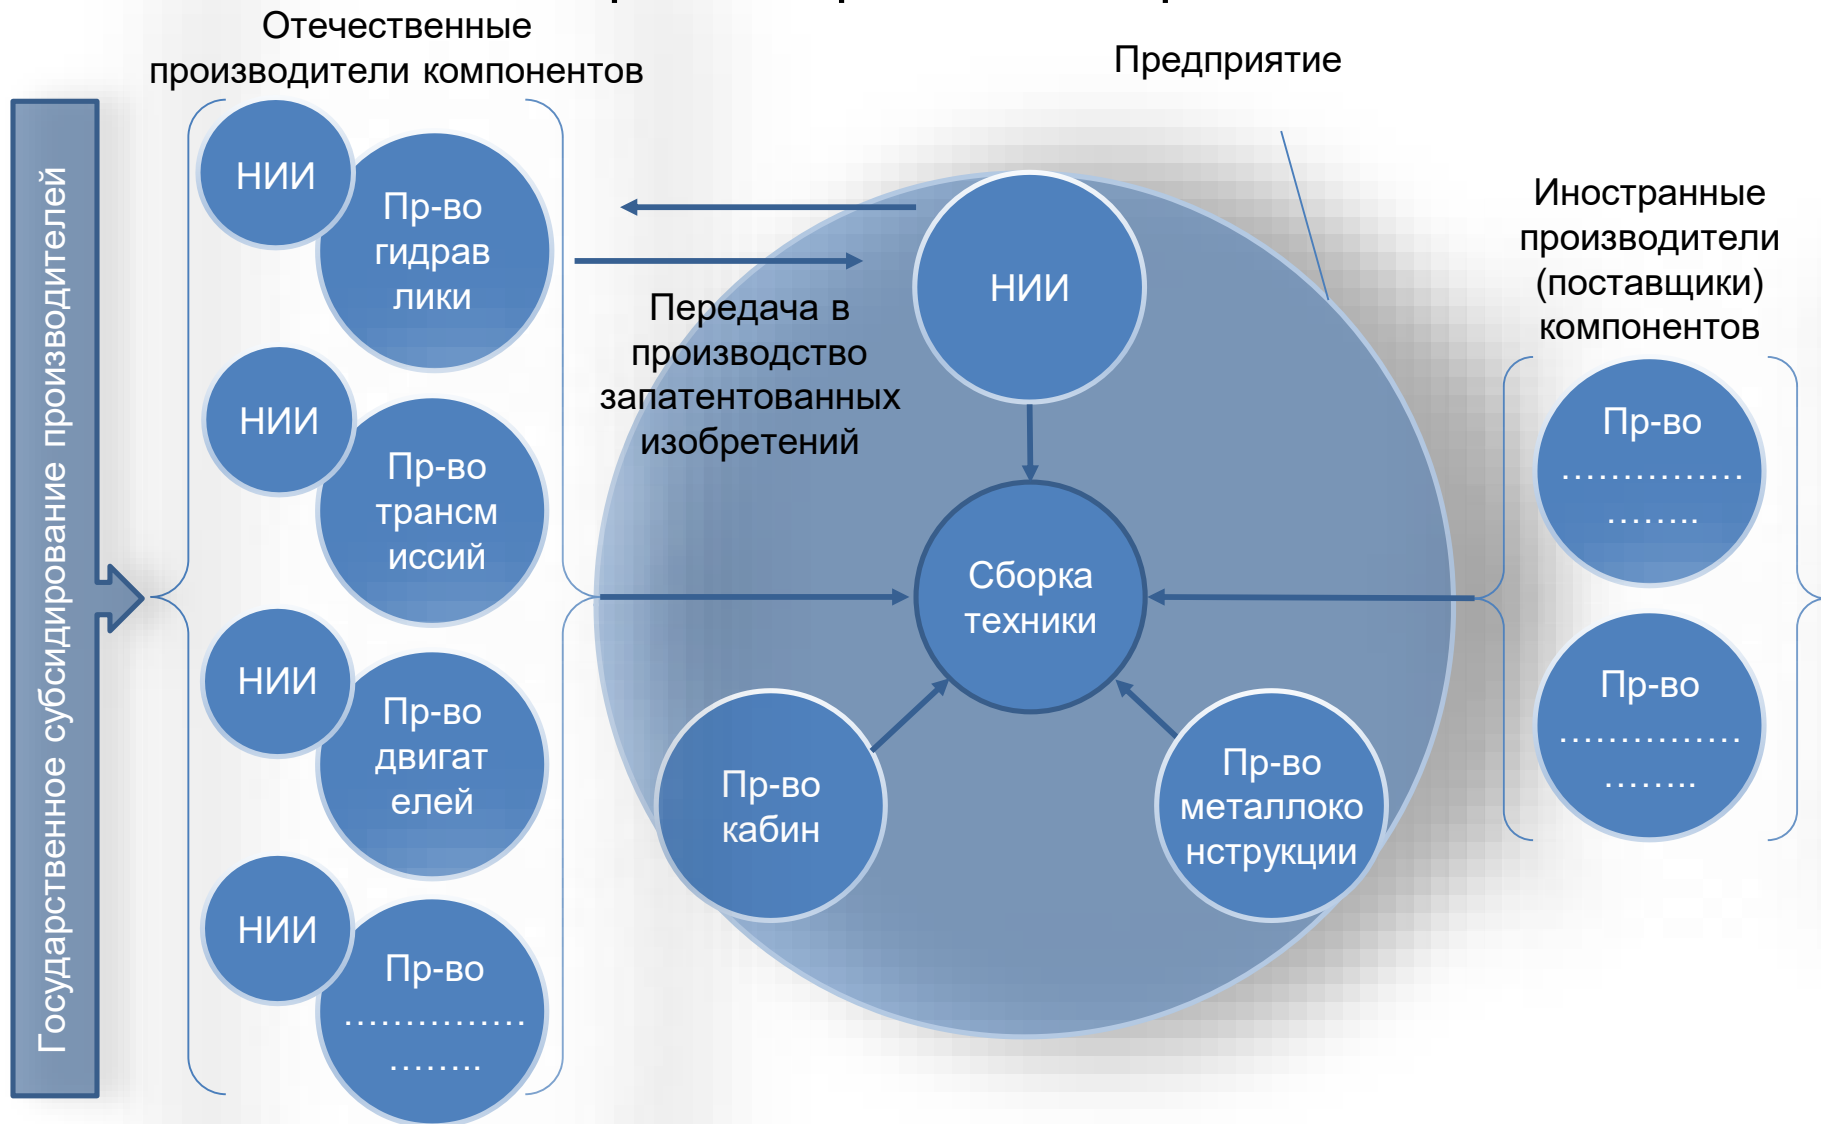 Отечественные
производители компонентов
Предприятие
Государственное субсидирование производителей
НИИ
Пр-во
гидрав
лики
НИИ
Пр-во
трансм
иссий
НИИ
Пр-во
двигат
елей
НИИ
Пр-во
……………
……..
Передача в
производство
запатентованных
изобретений
НИИ
Сборка
техники
Пр-во
кабин
Пр-во
металлоко
нструкции
Иностранные
производители
(поставщики)
компонентов
Пр-во
……………
……..
Пр-во
……………
……..